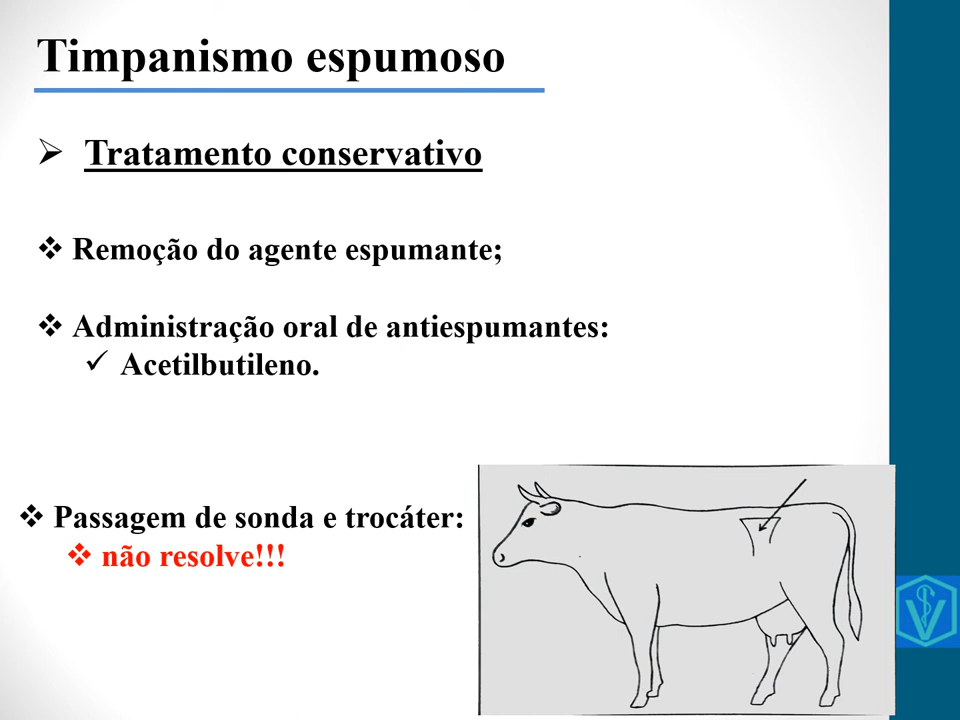 Timpanismo espumoso
Tratamento conservativo
Remoção do agente espumante;
Administração oral de antiespumantes:
Acetilbutileno.
Passagem de sonda e trocáter:
não resolve!!!
V